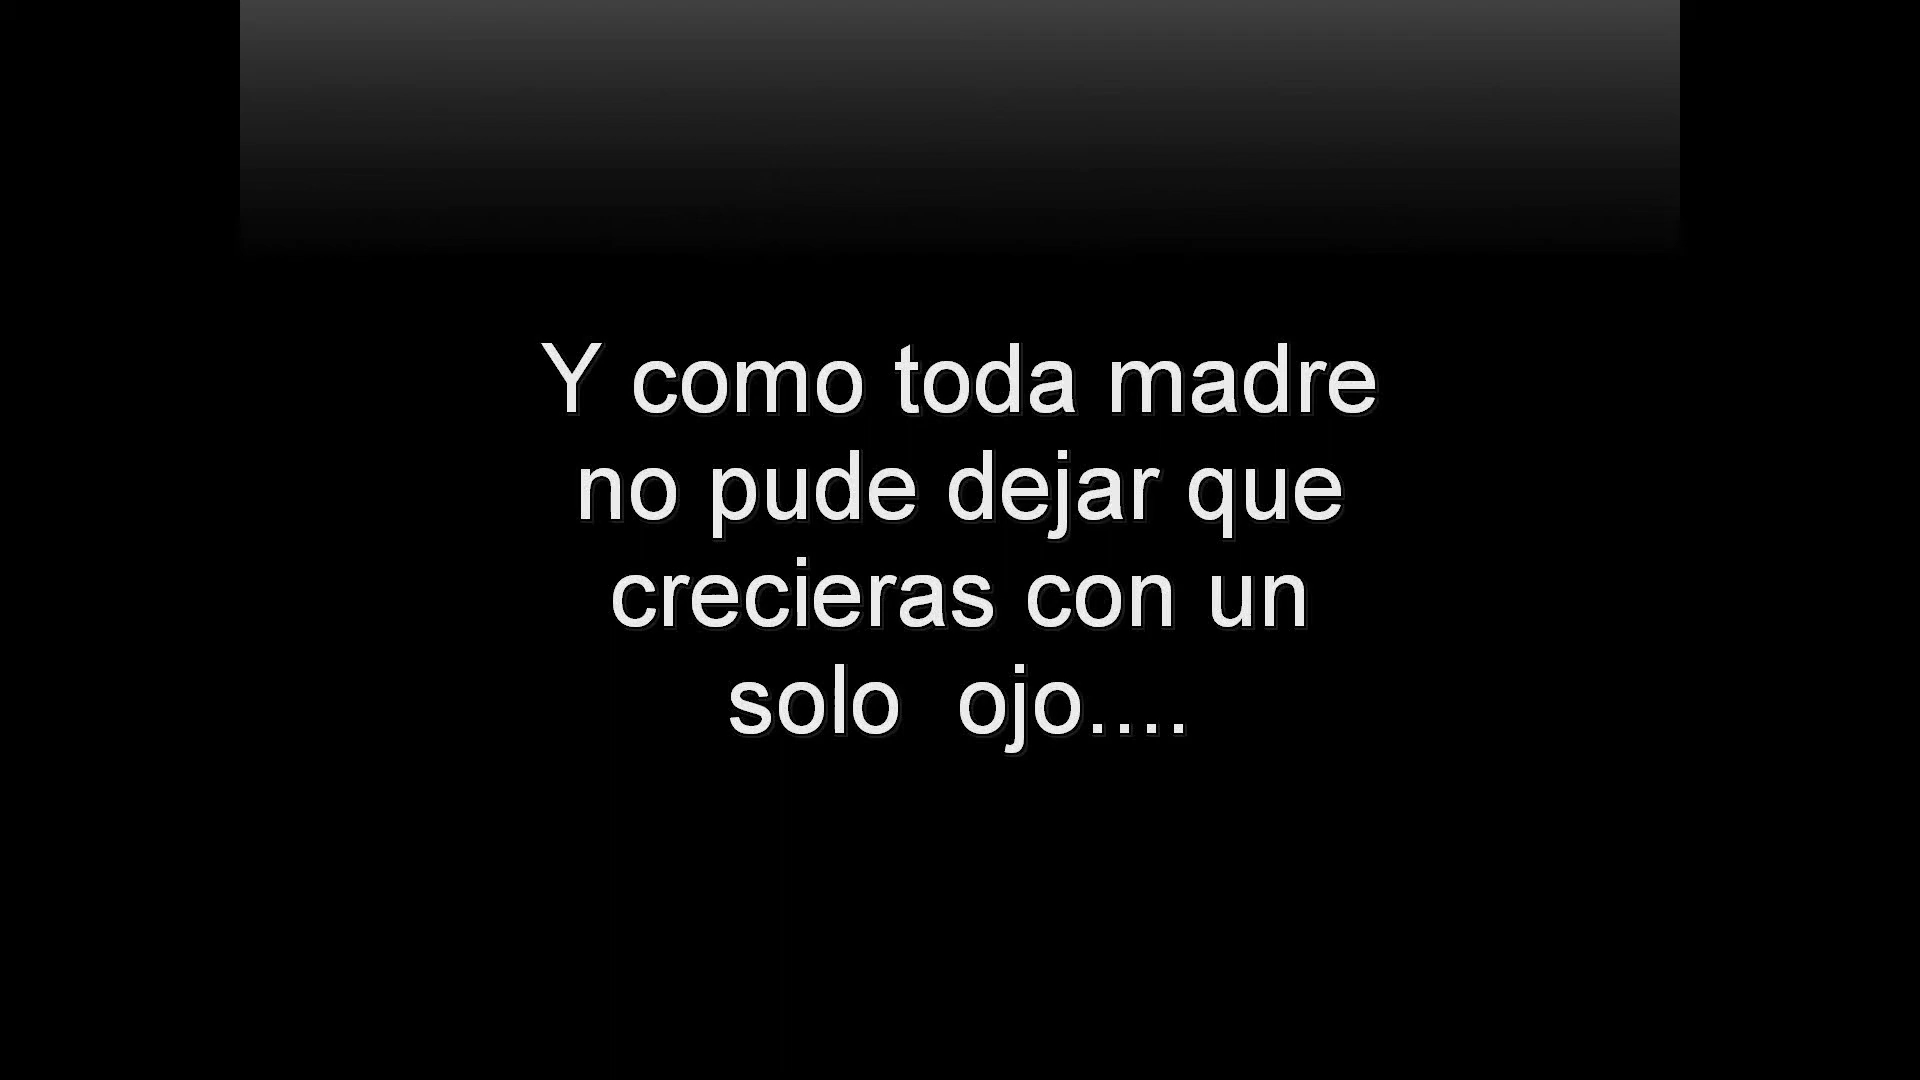 Y como toda madre
no pude dejar que
crecieras con un
solo  ojo....